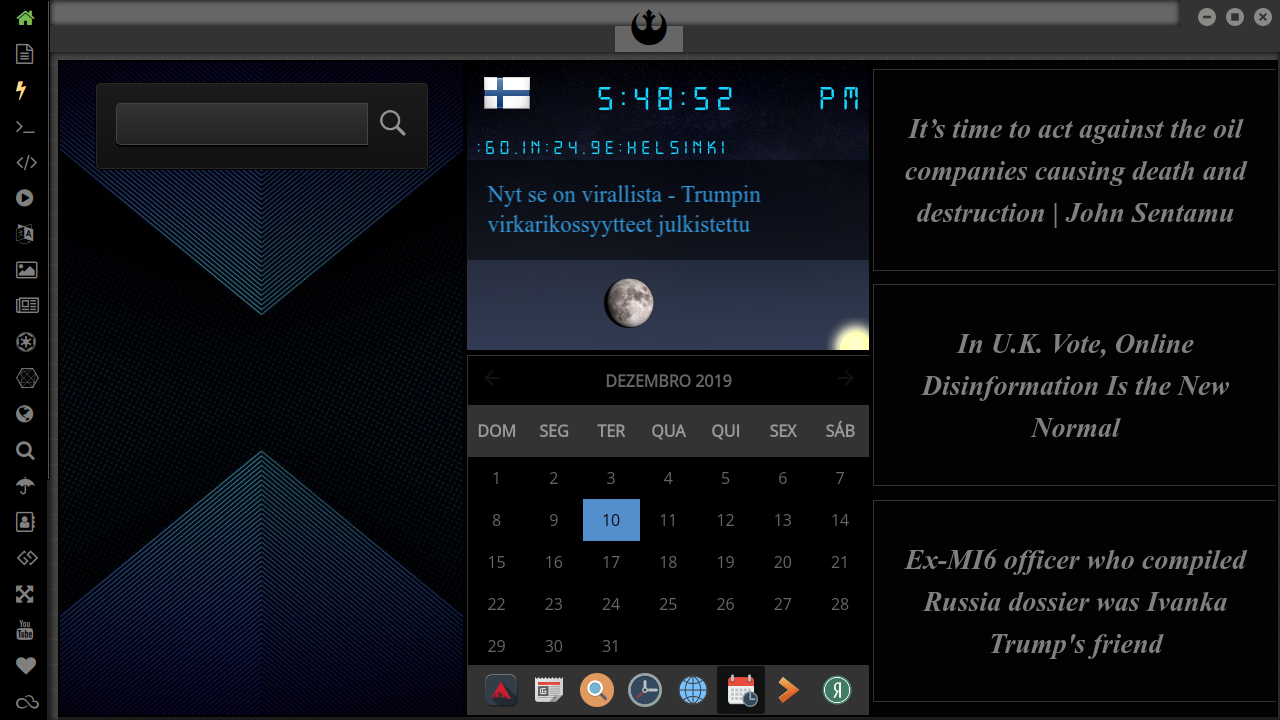 5:48:52 PM
:60.1N:24.9E:HELSINKI
Nyt se on virallista - Trumpin
virkarikossyytteet julkistettu
DEZEMBRO 2019
DOM SEG TER QUA QUI SEX SÁB
1 2 3 4 5 6 7
8 9 10 11 12 13 14
15 16 17 18 19 20 21
22 23 24 25 26 27 28
29 30 31
It’s time to act against the oil
companies causing death and
destruction | John Sentamu
In U.K. Vote, Online
Disinformation Is the New
Normal
Ex-MI6 officer who compiled
Russia dossier was Ivanka
Trump's friend
You
Tube
Я